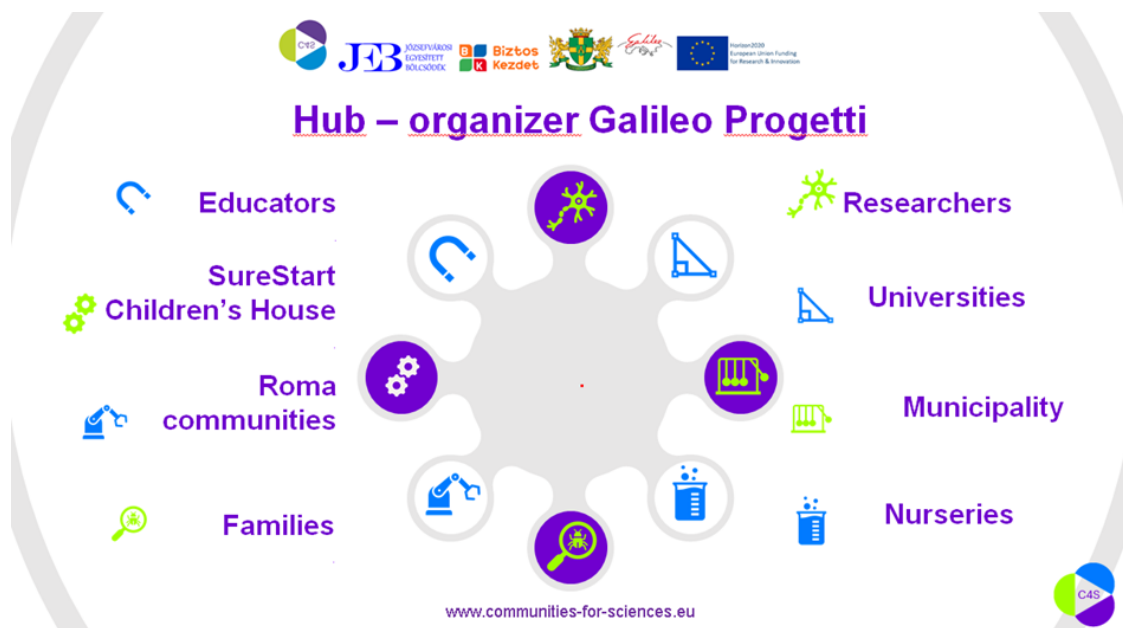 C4S
JEB JÓZSEFVÁROSI
EGYESÍTETT
BÖLCSŐDÉK
B
K
Biztos
Kezdet
Galileo
Horizon2020
European Union Funding
for Research & Innovation
Hub – organizer Galileo Progetti
Educators
SureStart
Children's House
Roma
communities
Families
Researchers
Universities
Municipality
Nurseries
www.communities-for-sciences.eu
C4S